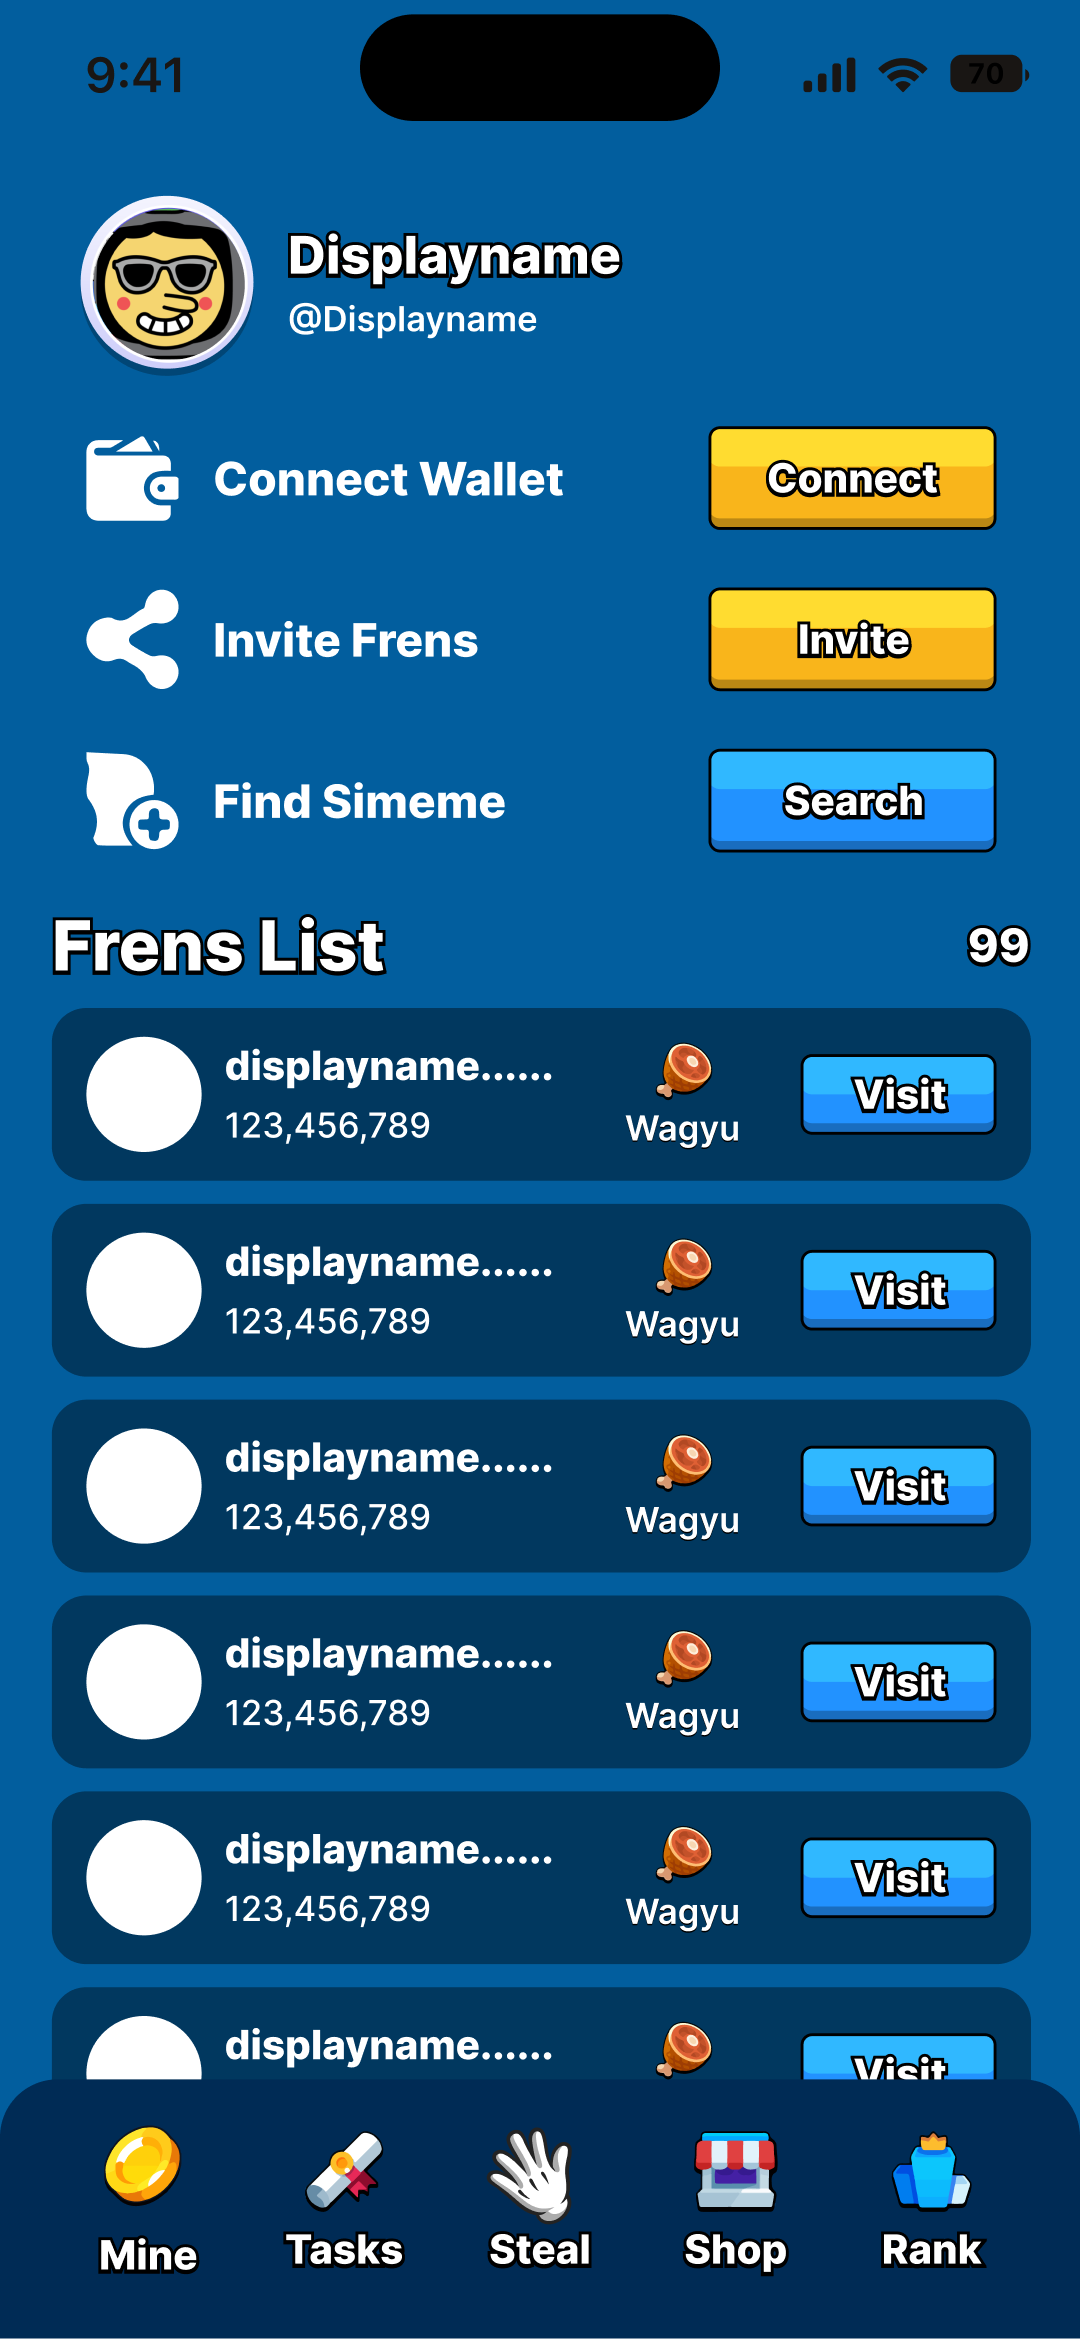 9:41
70
Displayname
@Displayname
Connect Wallet
Connect
Invite Frens
Invite
Find Simeme
Search
Frens List
99
displayname......
123,456,789
Wagyu
Visit
displayname......
123,456,789
Wagyu
Visit
displayname......
123,456,789
Wagyu
Visit
displayname......
123,456,789
Wagyu
Visit
displayname......
123,456,789
Wagyu
Visit
displayname......
Visit
Mine
Tasks
Steal
Shop
Rank